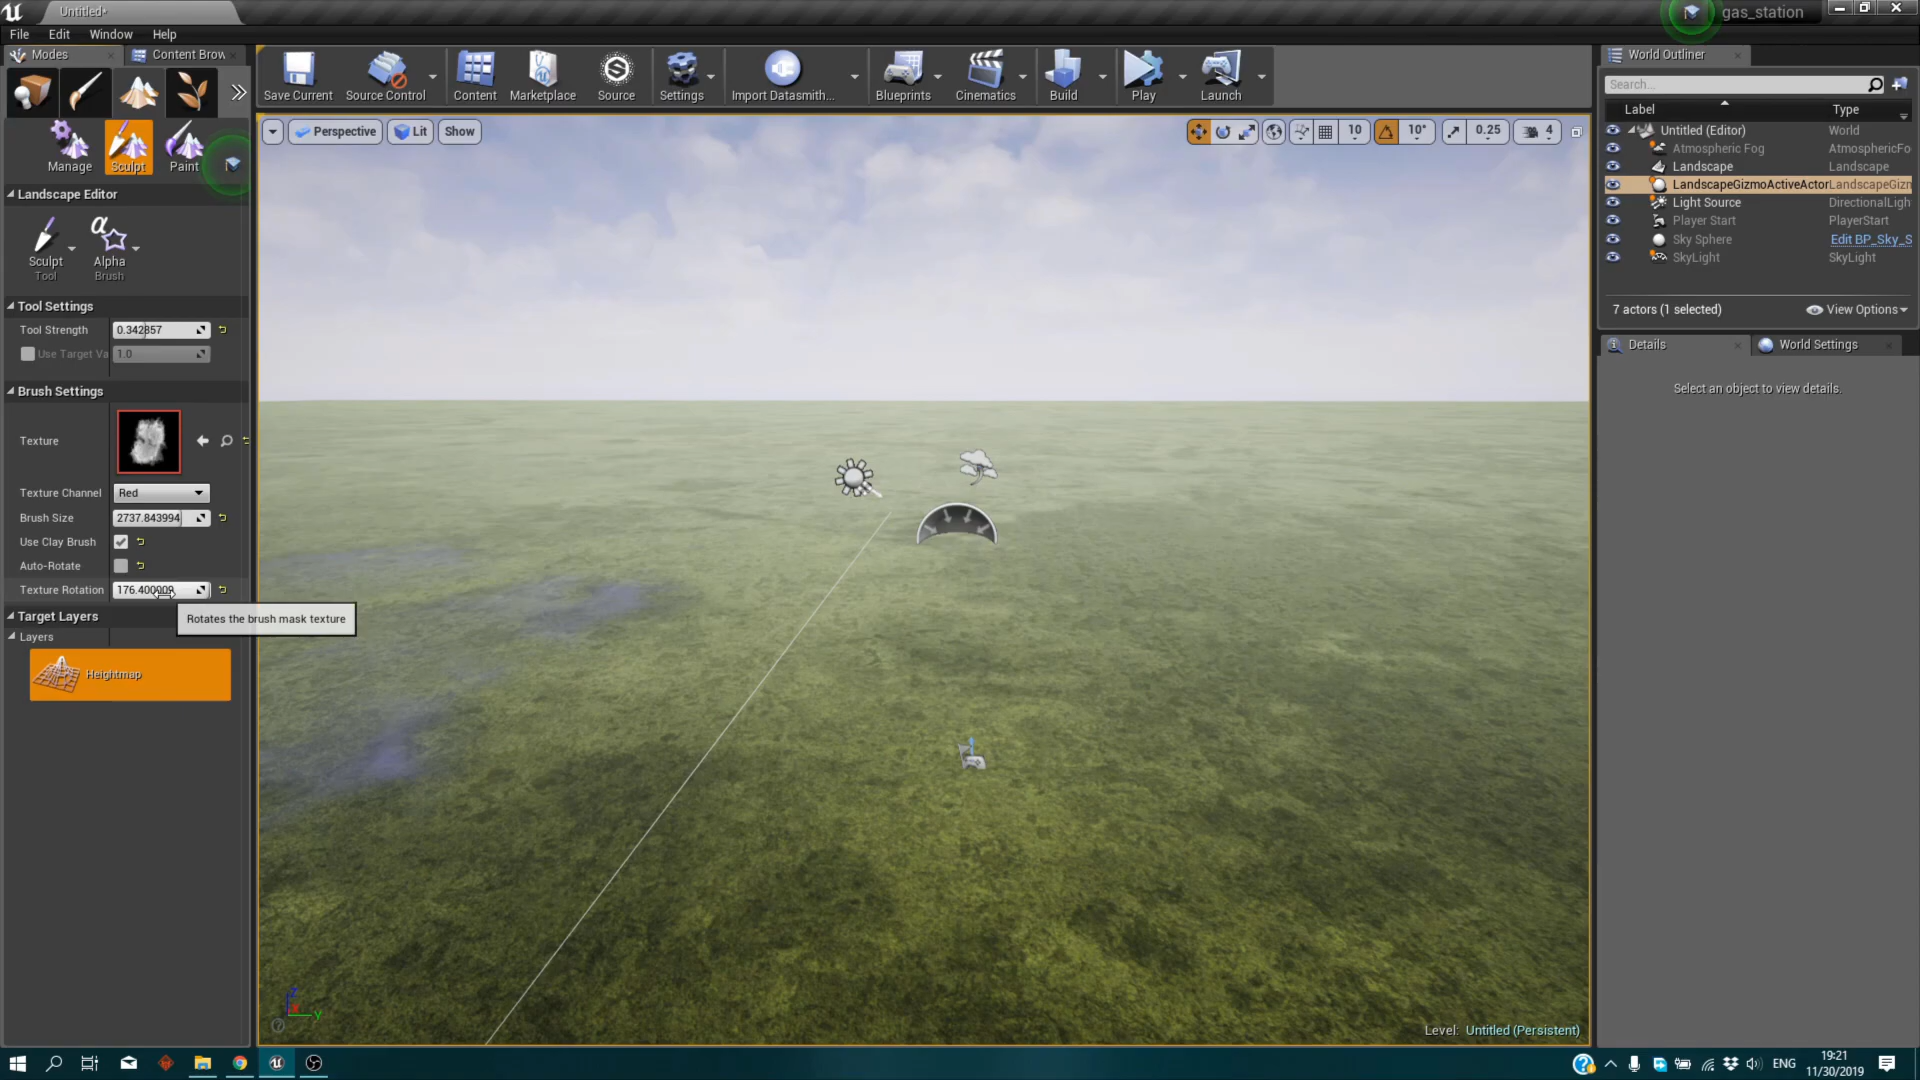 Untitled*
gas_station
File Edit Window Help
Modes
Content Brow
Save Current
Source Control
Content
Marketplace
Source
Settings
Import Datasmith...
Blueprints
Cinematics
Build
Play
Launch
World Outliner
Search...
Label Type
Untitled (Editor) World
Atmospheric Fog AtmosphericFo
Landscape Landscape
LandscapeGizmoActiveActor LandscapeGizn
Light Source DirectionalLigh
Player Start PlayerStart
Sky Sphere Edit BP_Sky_S
SkyLight SkyLight
7 actors (1 selected) View Options
Details
World Settings
Select an object to view details.
Manage Sculpt Paint
Landscape Editor
Sculpt Alpha
Tool Brush
Tool Settings
Tool Strength 0.342857
Use Target Va 1.0
Brush Settings
Texture
Texture Channel Red
Brush Size 2737.843994
Use Clay Brush
Auto-Rotate
Texture Rotation 176.400009
Rotates the brush mask texture
Target Layers
Layers
Heightmap
Perspective Lit Show
10 10° 0.25 4
Z
X
Y
Level: Untitled (Persistent)
ENG
19:21
11/30/2019